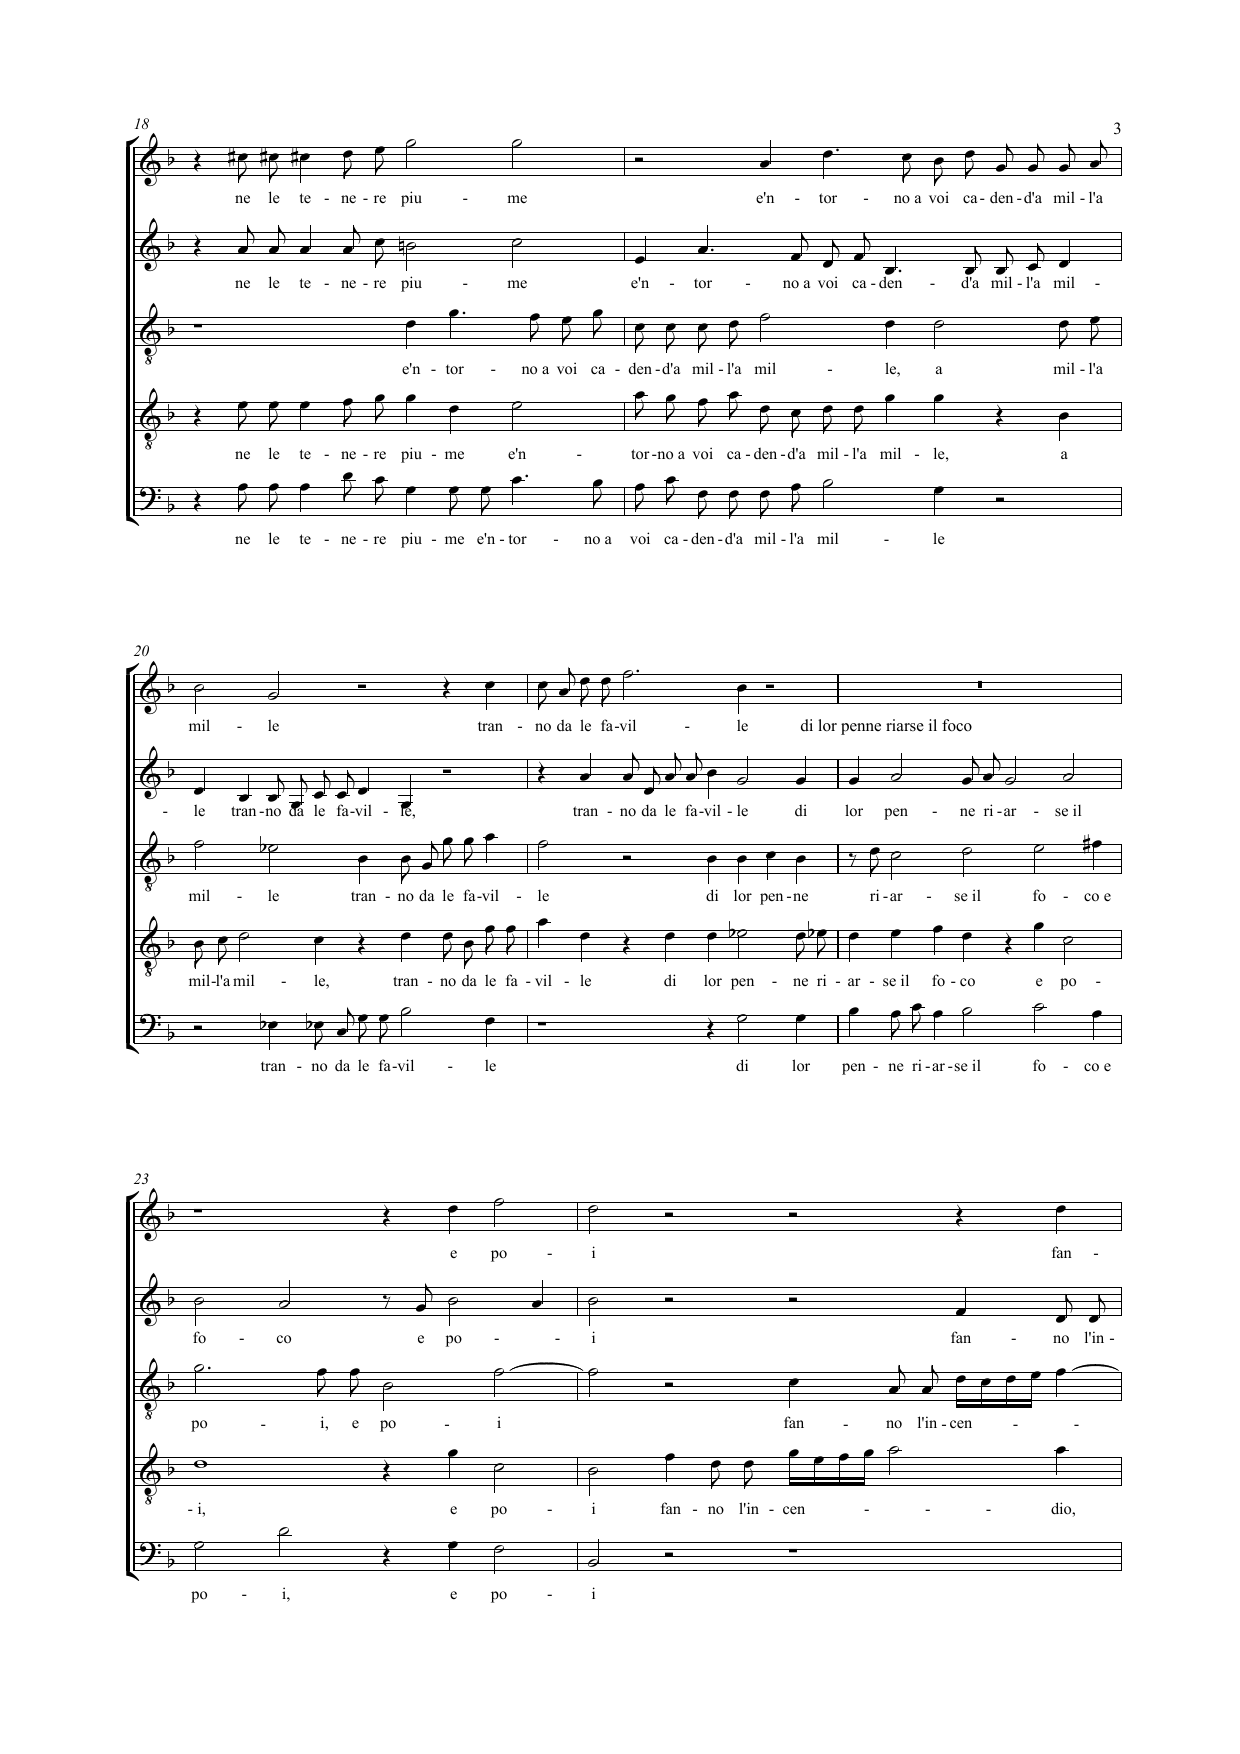 18
3
ne le te - ne - re piu - me e'n - tor - no a voi ca - den - d'a mil - l'a
ne le te - ne - re piu - me e'n - tor - no a voi ca - den - d'a mil - l'a mil -
e'n - tor - no a voi ca - den - d'a mil - l'a mil - le, a mil - l'a
ne le te - ne - re piu - me e'n - tor - no a voi ca - den - d'a mil - l'a mil - le, a
ne le te - ne - re piu - me e'n - tor - no a voi ca - den - d'a mil - l'a mil - le
20
mil - le tran - no da le fa - vil - le di lor penne riarse il foco
- le tran - no da le fa - vil - le, tran - no da le fa - vil - le di lor pen - ne ri - ar - se il
mil - le tran - no da le fa - vil - le di lor pen - ne ri - ar - se il fo - co e
mil - l'a mil - le, tran - no da le fa - vil - le di lor pen - ne ri - ar - se il fo - co e po -
tran - no da le fa - vil - le di lor pen - ne ri - ar - se il fo - co e
23
e po - i fan -
fo - co e po - - i fan - no l'in -
po - i, e po - i fan - no l'in - cen - - -
- i, e po - i fan - no l'in - cen - - - dio,
po - i, e po - i